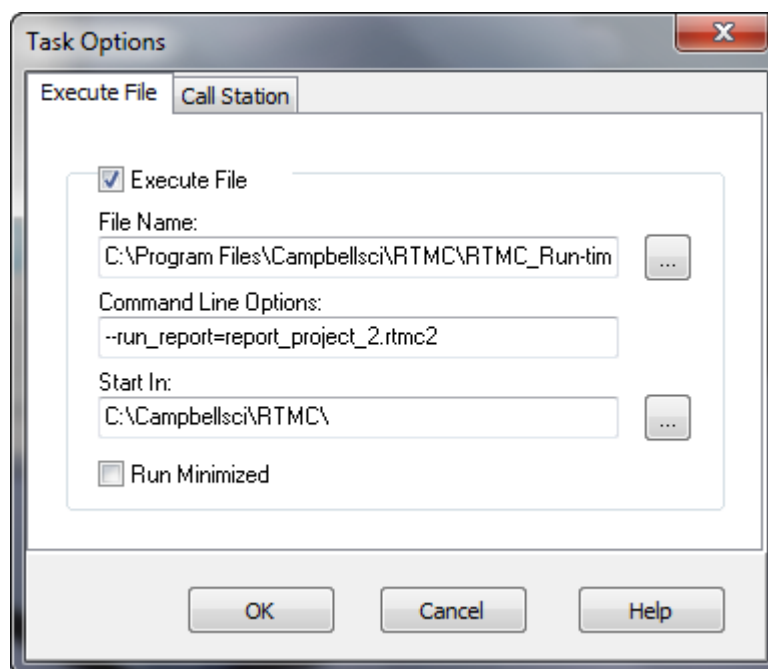 Task Options
Execute File Call Station
Execute File
File Name:
C:\Program Files\Campbellsci\RTMC\RTMC_Run-tim
...
Command Line Options:
--run_report=report_project_2.rtmc2
Start In:
C:\Campbellsci\RTMC\
...
Run Minimized
OK Cancel Help